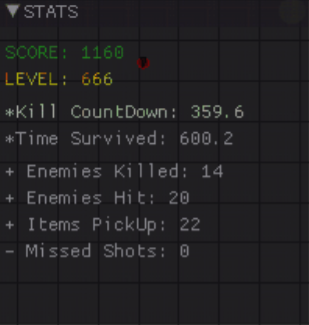 ▼STATS
SCORE: 1160
LEVEL: 666
*Kill CountDown: 359.6
*Time Survived: 600.2
+ Enemies Killed: 14
+ Enemies Hit: 20
+ Items PickUp: 22
- Missed Shots: 0